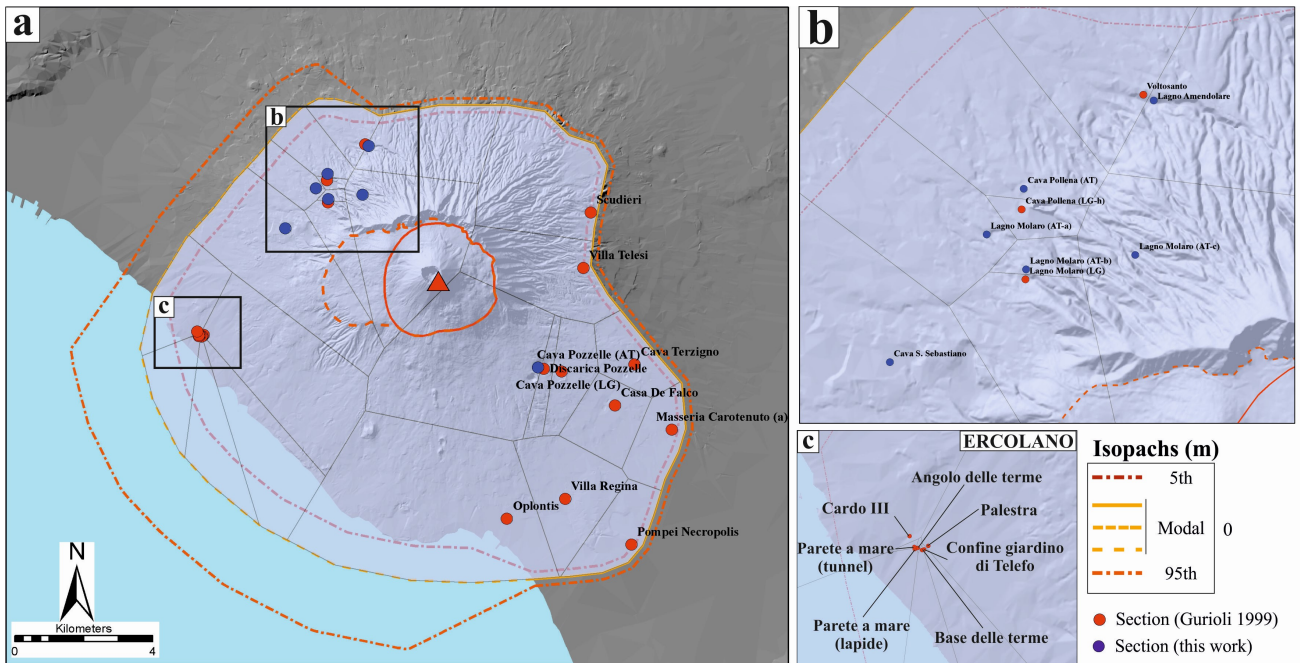 a
b
c
Scudieri
Villa Telesi
Cava Pozzelle (AT)
Cava Terzigno
Discarica Pozzelle
Cava Pozzelle (LG)
Casa De Falco
Masseria Carotenuto (a)
Villa Regina
Oplontis
Pompei Necropolis
N
Kilometers
0 4
b
Voltosanto
Lagno Amendolare
Cava Pollena (AT)
Cava Pollena (LG-h)
Lagno Molaro (AT-a)
Lagno Molaro (AT-c)
Lagno Molaro (AT-b)
Lagno Molaro (LG)
Cava S. Sebastiano
c
ERCOLANO
Angolo delle terme
Cardo III
Palestra
Parete a mare
(tunnel)
Confine giardino
di Telefo
Parete a mare
(lapide)
Base delle terme
Isopachs (m)
5th
Modal 0
95th
Section (Gurioli 1999)
Section (this work)